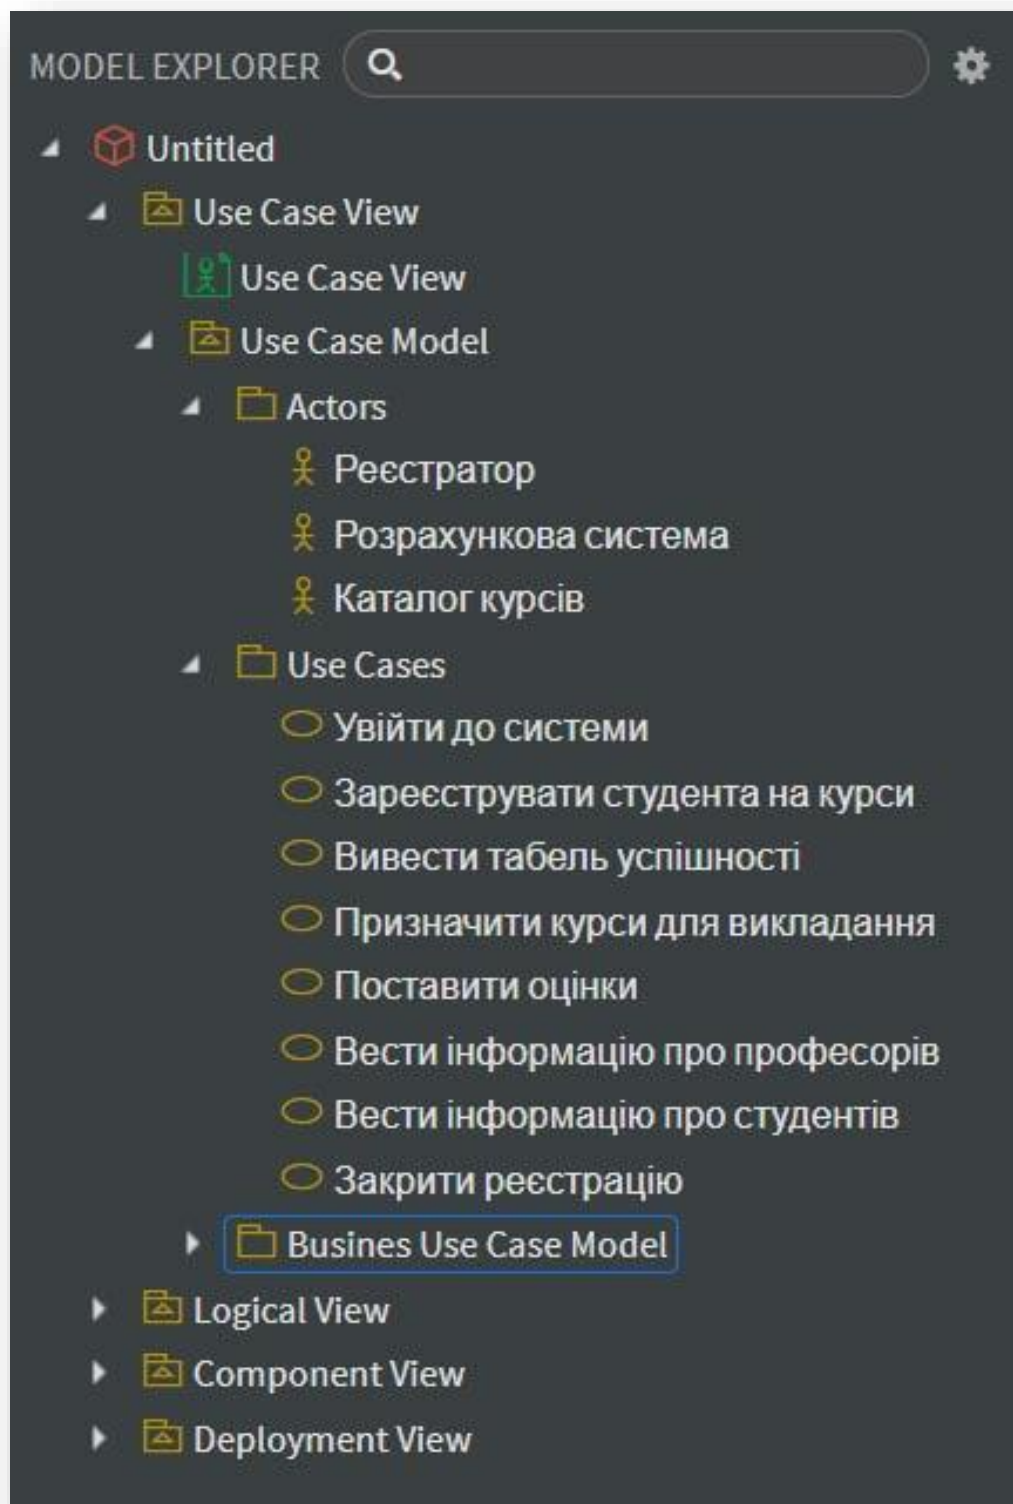 MODEL EXPLORER
Untitled
Use Case View
Use Case View
Use Case Model
Actors
Реєстратор
Розрахункова система
Каталог курсів
Use Cases
Увійти до системи
Зареєструвати студента на курси
Вивести табель успішності
Призначити курси для викладання
Поставити оцінки
Вести інформацію про професорів
Вести інформацію про студентів
Закрити реєстрацію
Busines Use Case Model
Logical View
Component View
Deployment View